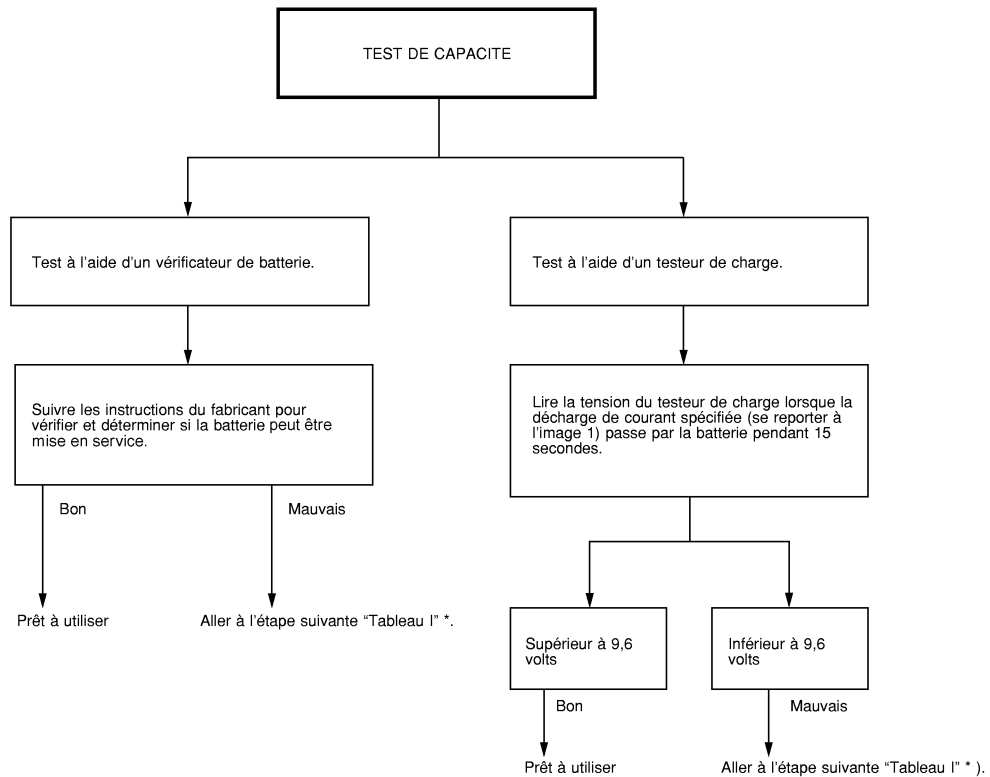 TEST DE CAPACITE
Test à l'aide d'un vérificateur de batterie.
Test à l'aide d'un testeur de charge.
Suivre les instructions du fabricant pour
vérifier et déterminer si la batterie peut être
mise en service.
Lire la tension du testeur de charge lorsque la
décharge de courant spécifiée (se reporter à
l'image 1) passe par la batterie pendant 15
secondes.
Bon
Mauvais
Prêt à utiliser
Aller à l'étape suivante “Tableau I” *.
Supérieur à 9,6
volts
Inférieur à 9,6
volts
Bon
Mauvais
Prêt à utiliser
Aller à l'étape suivante “Tableau I” * ).